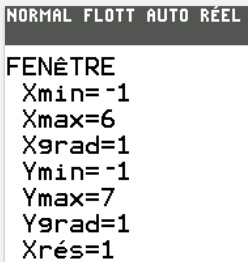 NORMAL FLOTT AUTO RÉEL
FENÊTRE
Xmin=-1
Xmax=6
Xgrad=1
Ymin=-1
Ymax=7
Ygrad=1
Xrés=1